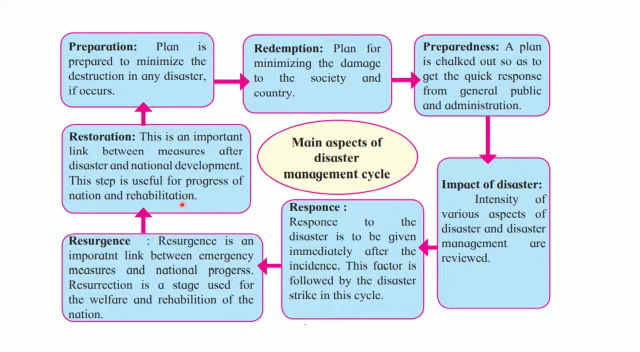 Preparation: Plan is
prepared to minimize the
destruction in any disaster,
if occurs.
Redemption: Plan for
minimizing the damage
to the society and
country.
Preparedness: A plan
is chalked out so as to
get the quick response
from general public
and administration.
Restoration: This is an important
link between measures after
disaster and national development.
This step is useful for progress of
nation and rehabilitation.
Main aspects of
disaster
management cycle
Impact of disaster:
Intensity of
various aspects of
disaster and disaster
management are
reviewed.
Resurgence : Resurgence is an
imporatnt link between emergency
measures and national progerss.
Resurrection is a stage used for
the welfare and rehabilition of the
nation.
Responce :
Responce to the
disaster is to be given
immediately after the
incidence. This factor is
followed by the disaster
strike in this cycle.